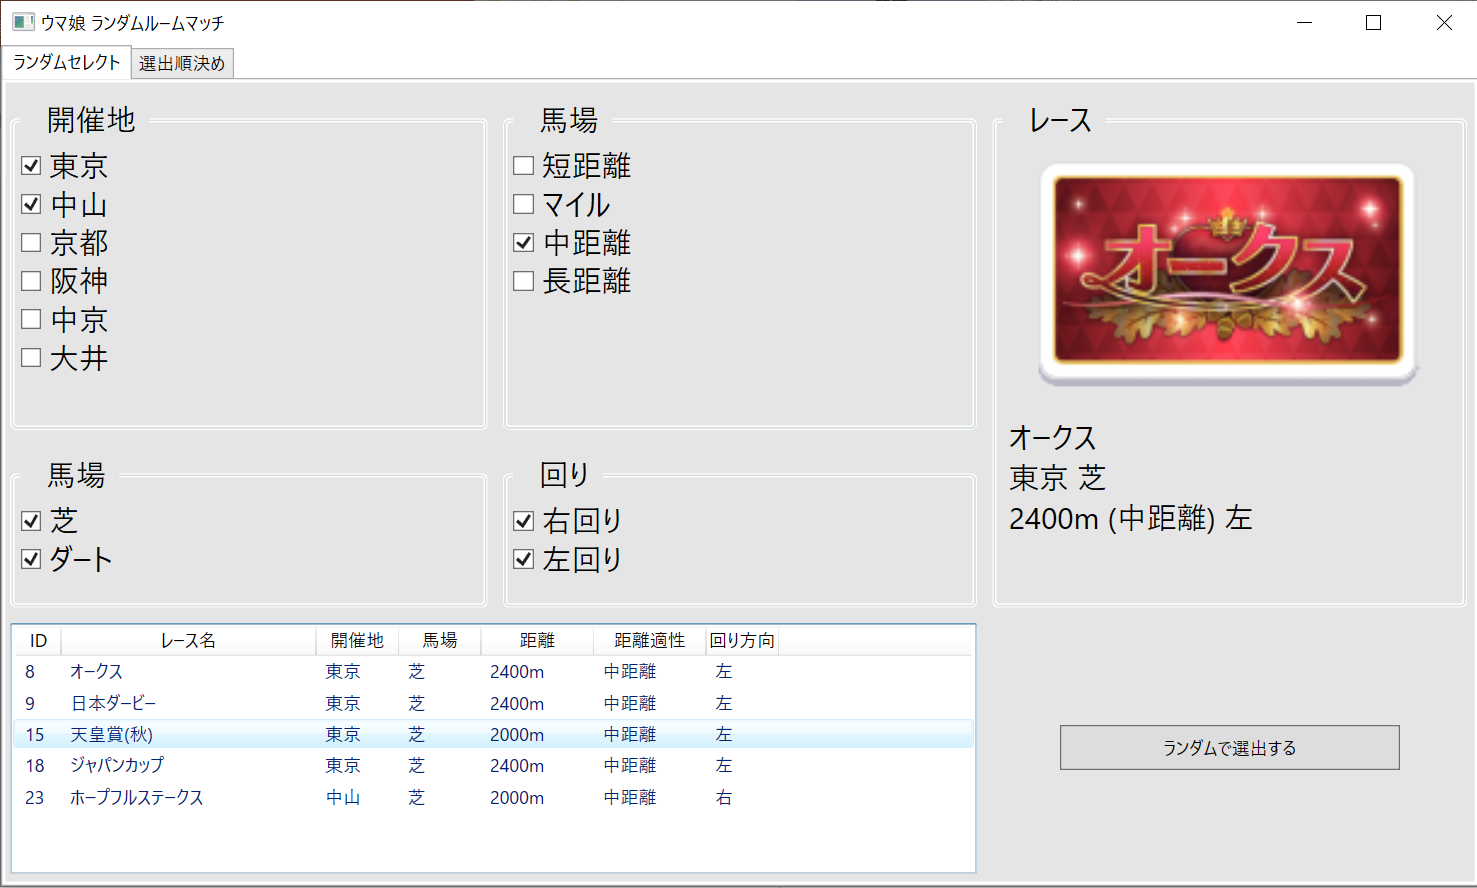 ウマ娘 ランダムルームマッチ
ランダムセレクト 選出順決め
開催地
東京
中山
京都
阪神
中京
大井
馬場
短距離
マイル
中距離
長距離
馬場
芝
ダート
回り
右回り
左回り
レース
オークス
オークス
東京 芝
2400m (中距離) 左
ID レース名 開催地 馬場 距離 距離適性 回り方向
8 オークス 東京 芝 2400m 中距離 左
9 日本ダービー 東京 芝 2400m 中距離 左
15 天皇賞(秋) 東京 芝 2000m 中距離 左
18 ジャパンカップ 東京 芝 2400m 中距離 左
23 ホープフルステークス 中山 芝 2000m 中距離 右
ランダムで選出する